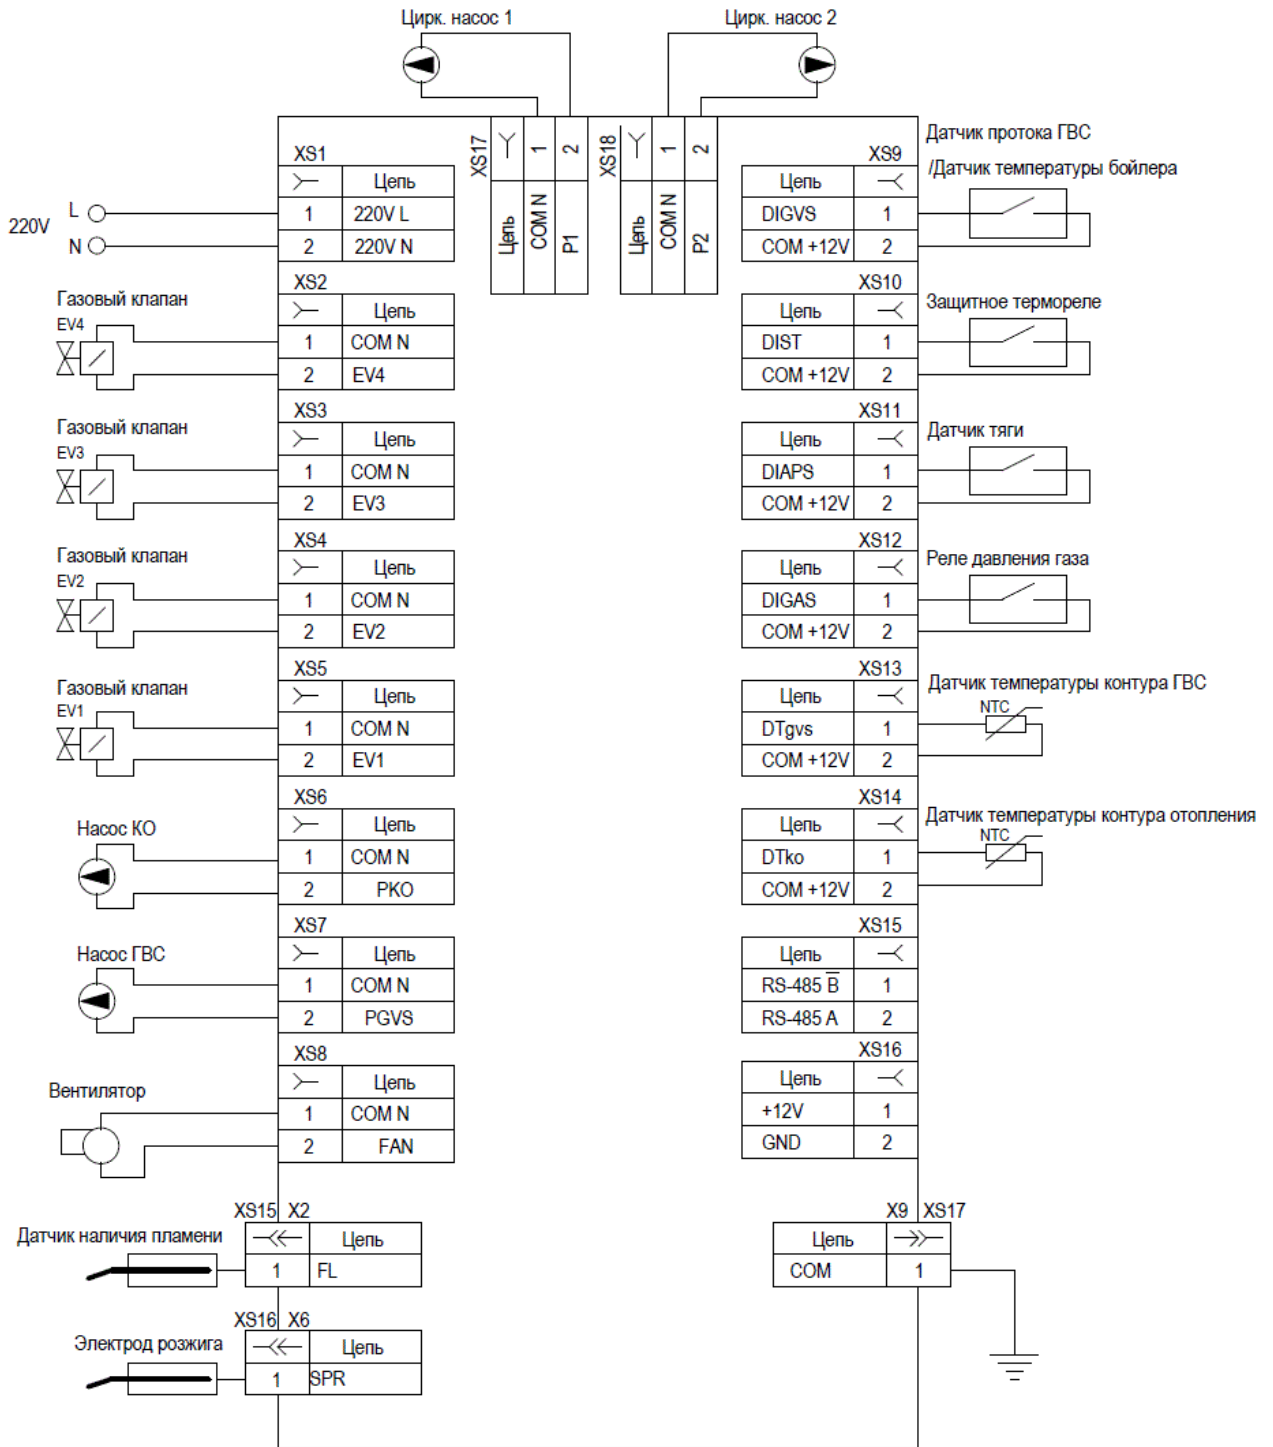 Цирк. насос 1
Цирк. насос 2
XS17
1
2
Цепь
COM N
P1
XS18
1
2
Цепь
COM N
P2
220V
L
N
XS1
Цепь
1 220V L
2 220V N
Газовый клапан
EV4
XS2
Цепь
1 COM N
2 EV4
Газовый клапан
EV3
XS3
Цепь
1 COM N
2 EV3
Газовый клапан
EV2
XS4
Цепь
1 COM N
2 EV2
Газовый клапан
EV1
XS5
Цепь
1 COM N
2 EV1
Насос КО
XS6
Цепь
1 COM N
2 PKO
Насос ГВС
XS7
Цепь
1 COM N
2 PGVS
Вентилятор
XS8
Цепь
1 COM N
2 FAN
Датчик наличия пламени
XS15 X2
Цепь
1 FL
Электрод розжига
XS16 X6
Цепь
1 SPR
Датчик протока ГВС
/Датчик температуры бойлера
XS9
Цепь
DIGVS 1
COM +12V 2
Защитное термореле
XS10
Цепь
DIST 1
COM +12V 2
Датчик тяги
XS11
Цепь
DIAPS 1
COM +12V 2
Реле давления газа
XS12
Цепь
DIGAS 1
COM +12V 2
Датчик температуры контура ГВС
NTC
XS13
Цепь
DTgvs 1
COM +12V 2
Датчик температуры контура отопления
NTC
XS14
Цепь
DTko 1
COM +12V 2
XS15
Цепь
RS-485 B̅ 1
RS-485 A 2
XS16
Цепь
+12V 1
GND 2
X9 XS17
Цепь
COM 1